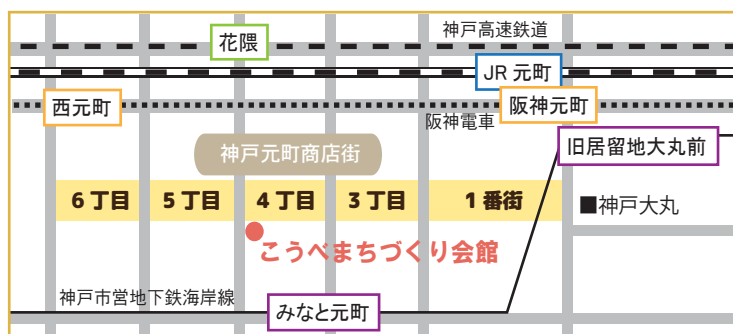 神戸高速鉄道
花隈
JR 元町
西元町
阪神元町
阪神電車
旧居留地大丸前
神戸元町商店街
6 丁目
5 丁目
4 丁目
3 丁目
1 番街
■神戸大丸
こうべまちづくり会館
神戸市営地下鉄海岸線
みなと元町